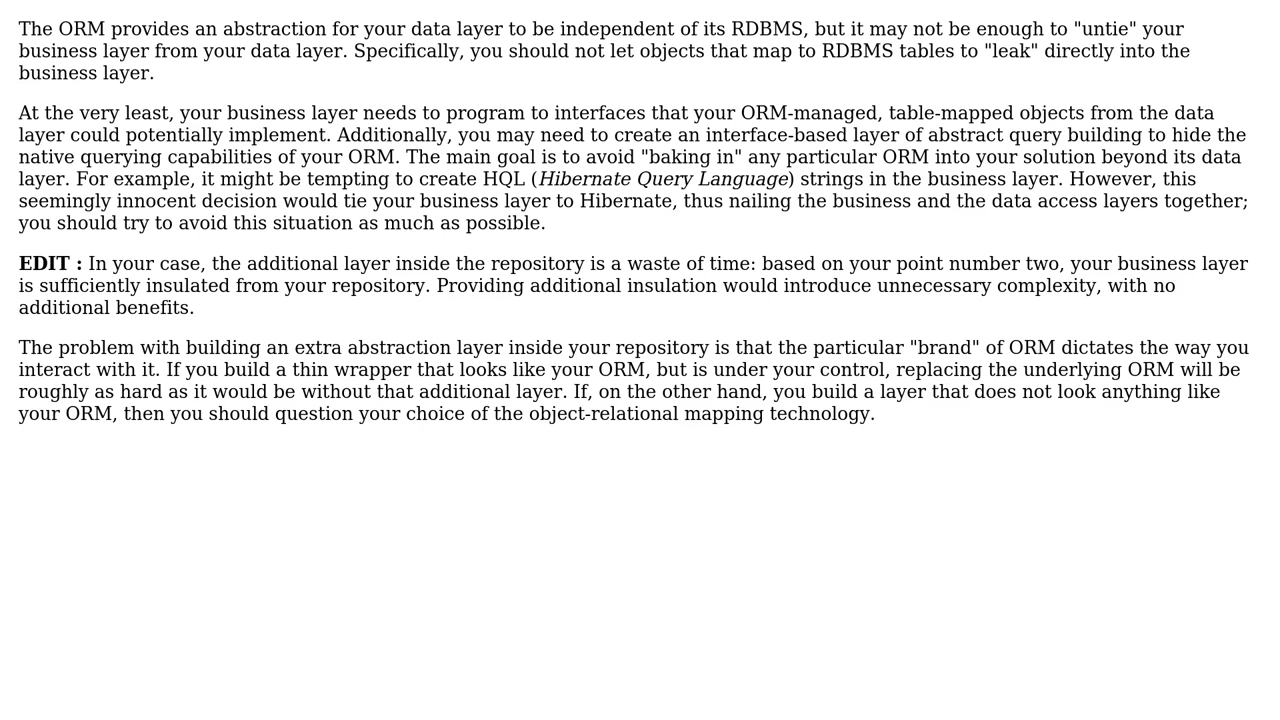 The ORM provides an abstraction for your data layer to be independent of its RDBMS, but it may not be enough to "untie" your
business layer from your data layer. Specifically, you should not let objects that map to RDBMS tables to "leak" directly into the
business layer.
At the very least, your business layer needs to program to interfaces that your ORM-managed, table-mapped objects from the data
layer could potentially implement. Additionally, you may need to create an interface-based layer of abstract query building to hide the
native querying capabilities of your ORM. The main goal is to avoid "baking in" any particular ORM into your solution beyond its data
layer. For example, it might be tempting to create HQL (Hibernate Query Language) strings in the business layer. However, this
seemingly innocent decision would tie your business layer to Hibernate, thus nailing the business and the data access layers together;
you should try to avoid this situation as much as possible.
EDIT : In your case, the additional layer inside the repository is a waste of time: based on your point number two, your business layer
is sufficiently insulated from your repository. Providing additional insulation would introduce unnecessary complexity, with no
additional benefits.
The problem with building an extra abstraction layer inside your repository is that the particular "brand" of ORM dictates the way you
interact with it. If you build a thin wrapper that looks like your ORM, but is under your control, replacing the underlying ORM will be
roughly as hard as it would be without that additional layer. If, on the other hand, you build a layer that does not look anything like
your ORM, then you should question your choice of the object-relational mapping technology.